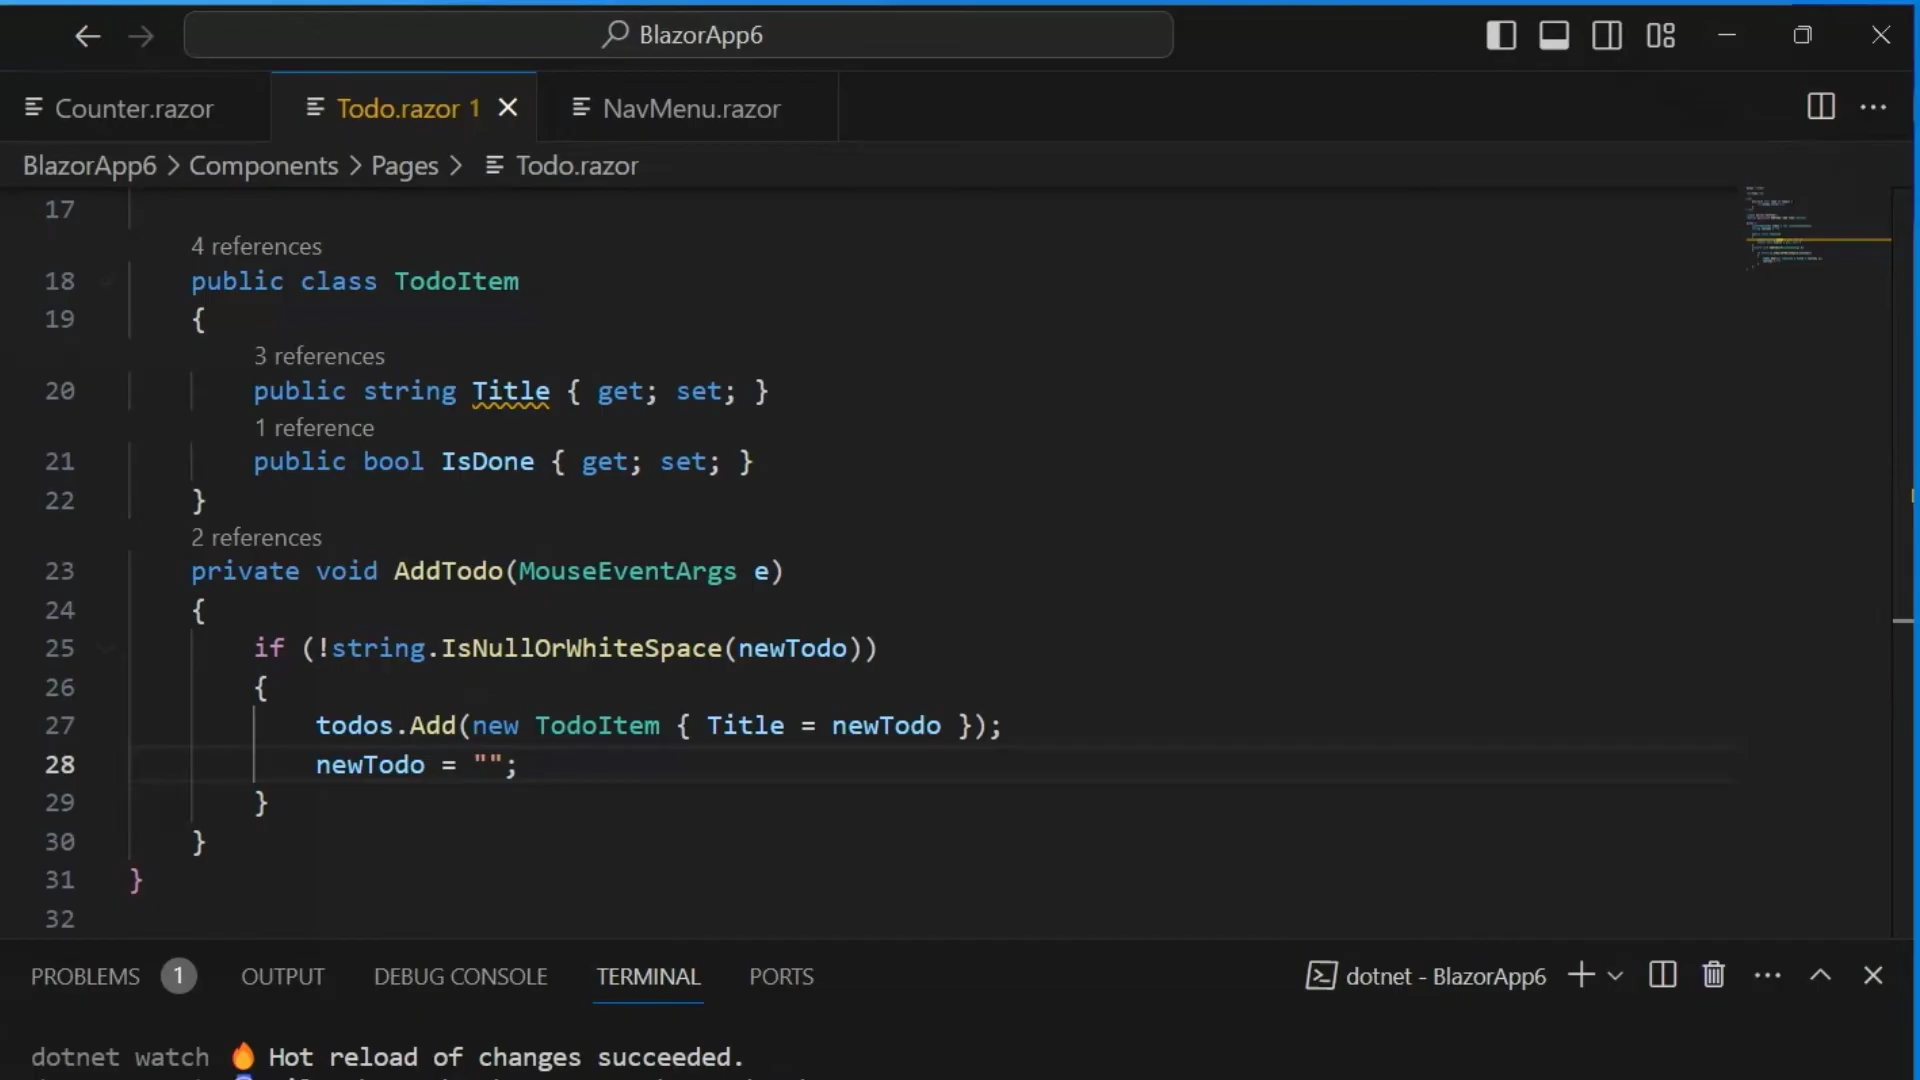 BlazorApp6
Counter.razor
Todo.razor 1
NavMenu.razor
BlazorApp6 > Components > Pages > Todo.razor
17
4 references
18 public class TodoItem
19 {
3 references
20 public string Title { get; set; }
1 reference
21 public bool IsDone { get; set; }
22 }
2 references
23 private void AddTodo(MouseEventArgs e)
24 {
25 if (!string.IsNullOrWhiteSpace(newTodo))
26 {
27 todos.Add(new TodoItem { Title = newTodo });
28 newTodo = "";
29 }
30 }
31 }
32
PROBLEMS 1 OUTPUT DEBUG CONSOLE TERMINAL PORTS dotnet - BlazorApp6
dotnet watch 🔥 Hot reload of changes succeeded.